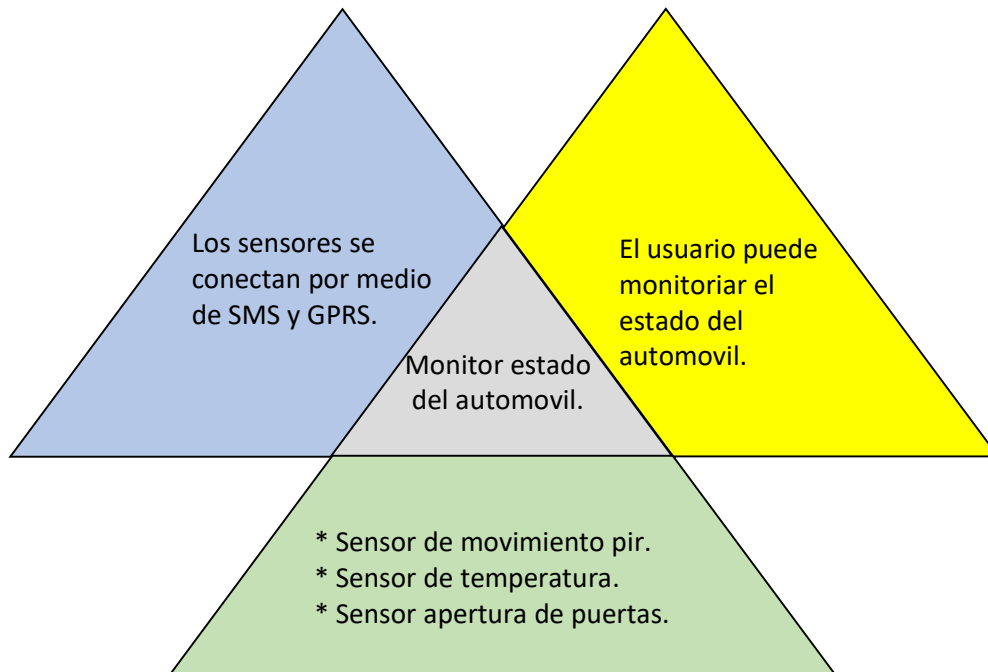 Los sensores se
conectan por medio
de SMS y GPRS.
El usuario puede
monitoriar el
estado del
automovil.
Monitor estado
del automovil.
* Sensor de movimiento pir.
* Sensor de temperatura.
* Sensor apertura de puertas.